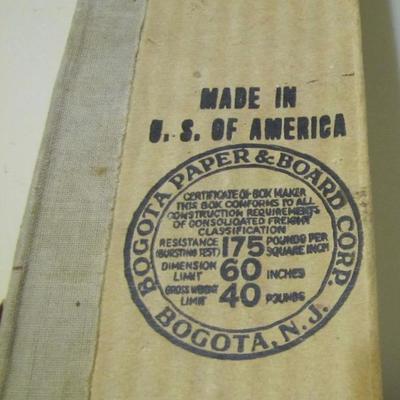 MADE IN
U. S. OF AMERICA
BOGOTA PAPER & BOARD CORP.
CERTIFICATE OF BOX MAKER
THIS BOX CONFORMS TO ALL
CONSTRUCTION REQUIREMENTS
OF CONSOLIDATED FREIGHT
CLASSIFICATION
RESISTANCE (BURSTING TEST) 175 POUNDS PER SQUARE INCH
DIMENSION LIMIT 60 INCHES
GROSS WEIGHT LIMIT 40 POUNDS
BOGOTA, N. J.